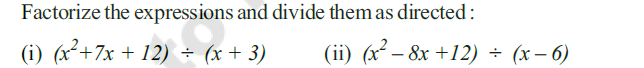 Factorize the expressions and divide them as directed :
(i) (x²+7x + 12) ÷ (x + 3) (ii) (x² – 8x +12) ÷ (x – 6)